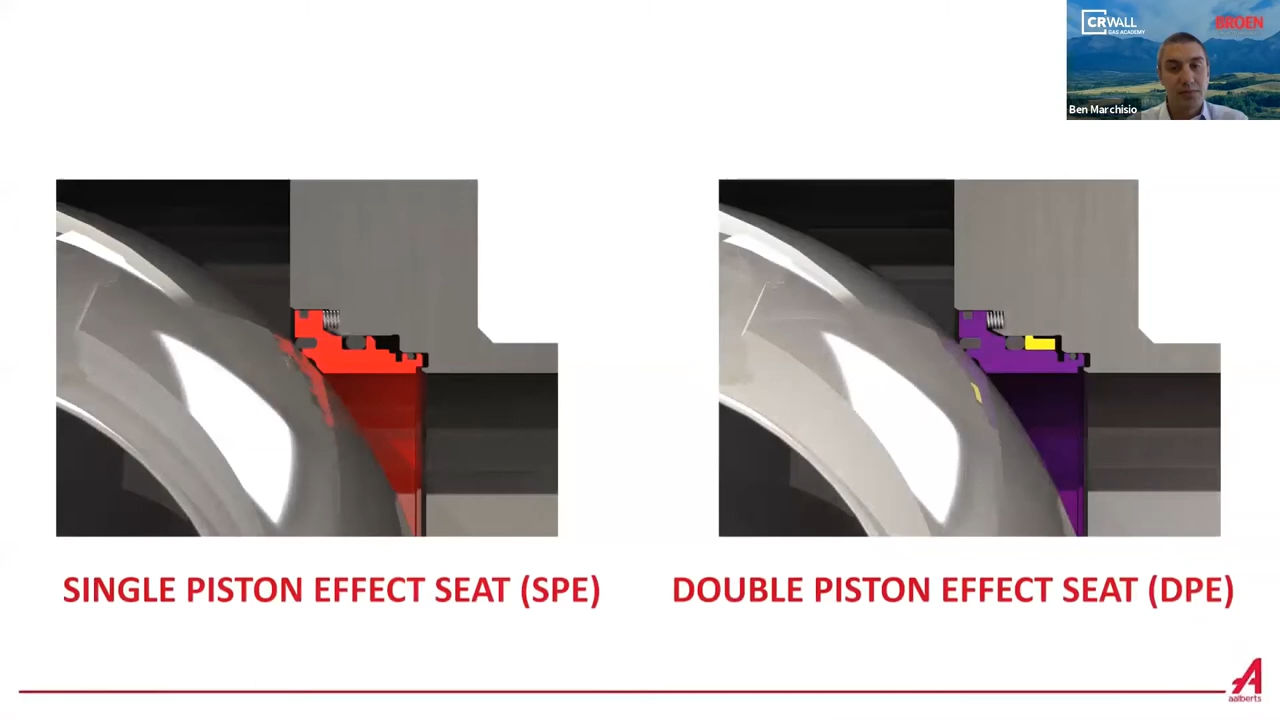 CRWALL
GAS ACADEMY
BROEN
Ben Marchisio
SINGLE PISTON EFFECT SEAT (SPE)
DOUBLE PISTON EFFECT SEAT (DPE)
aalberts